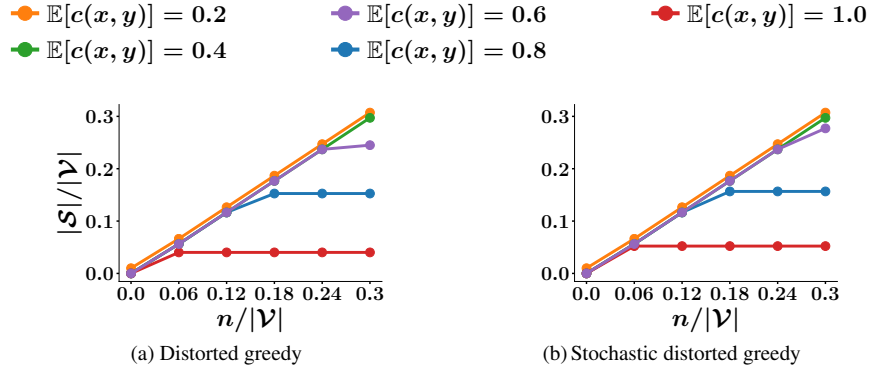 𝔼[c(x, y)] = 0.2
𝔼[c(x, y)] = 0.6
𝔼[c(x, y)] = 1.0
𝔼[c(x, y)] = 0.4
𝔼[c(x, y)] = 0.8
|𝒮|/|𝒱|
0.3
0.2
0.1
0.0
0.0 0.06 0.12 0.18 0.24 0.3
n/|𝒱|
(a) Distorted greedy
0.3
0.2
0.1
0.0
0.0 0.06 0.12 0.18 0.24 0.3
n/|𝒱|
(b) Stochastic distorted greedy